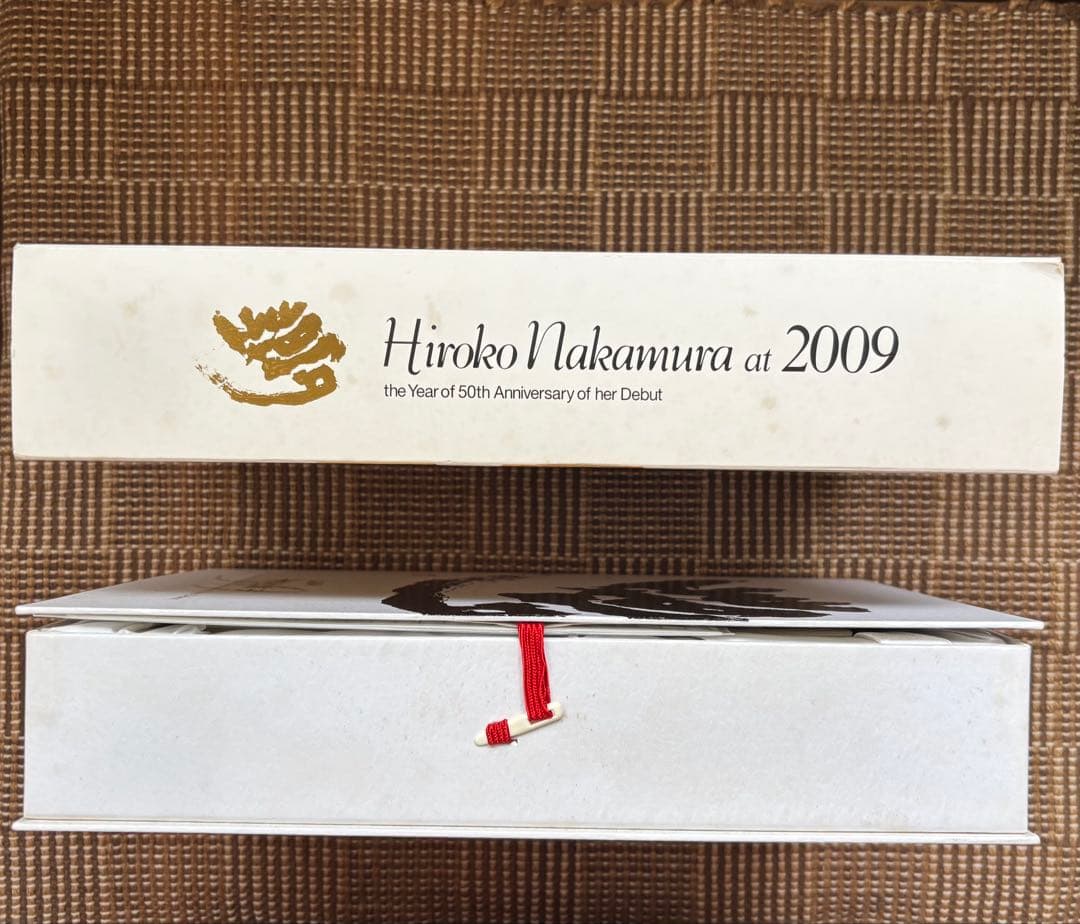 Hiroko Nakamura at 2009
the Year of 50th Anniversary of her Debut